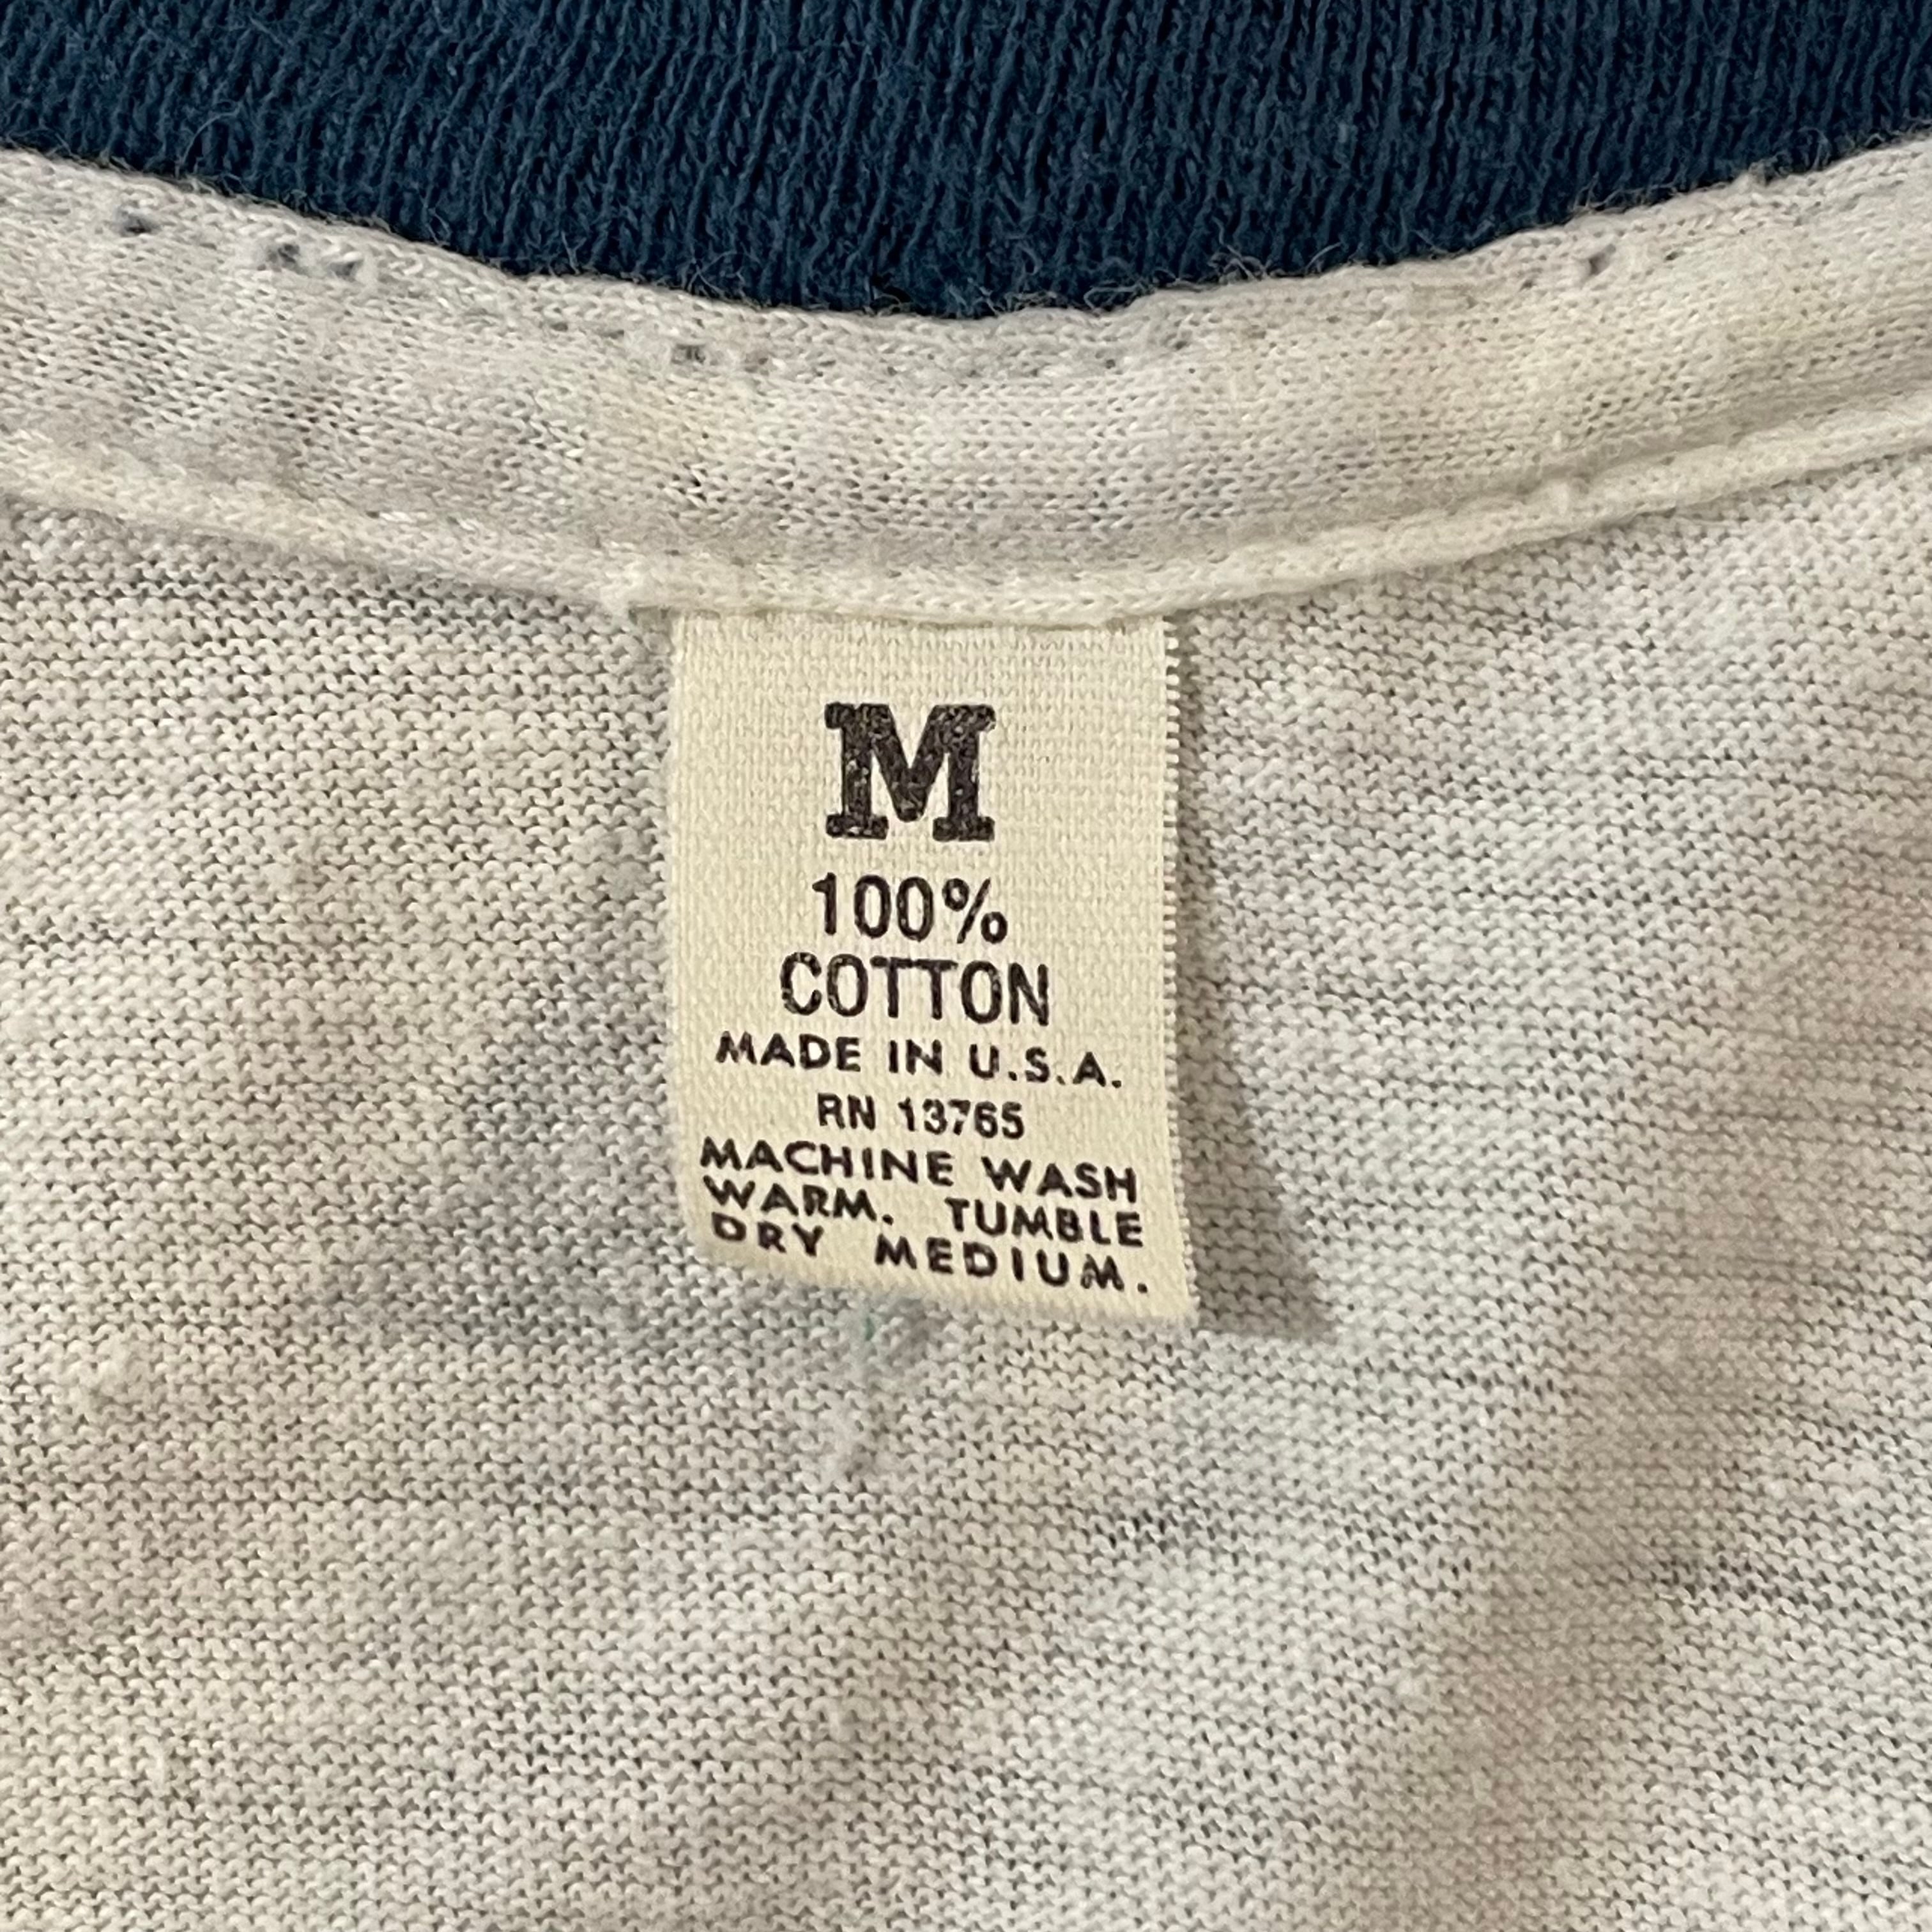 M
100%
COTTON
MADE IN U.S.A.
RN 13765
MACHINE WASH
WARM. TUMBLE
DRY MEDIUM.